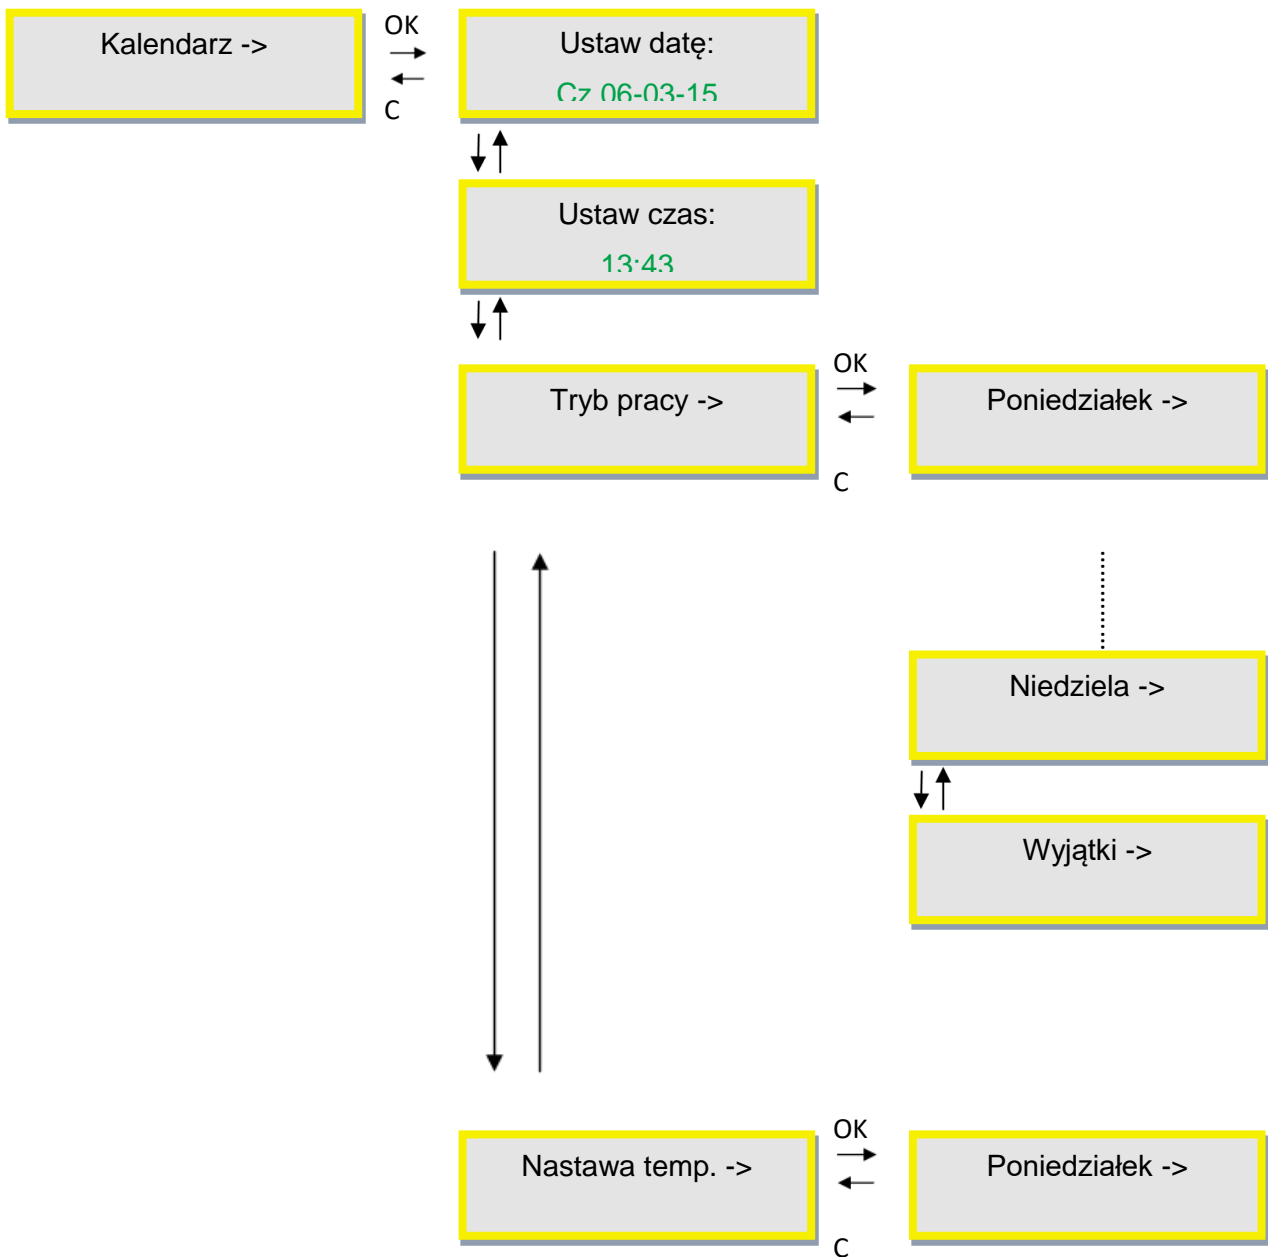 Kalendarz ->
OK
C
Ustaw datę:
Cz 06-03-15
Ustaw czas:
13:43
Tryb pracy ->
OK
C
Poniedziałek ->
Niedziela ->
Wyjątki ->
Nastawa temp. ->
OK
C
Poniedziałek ->